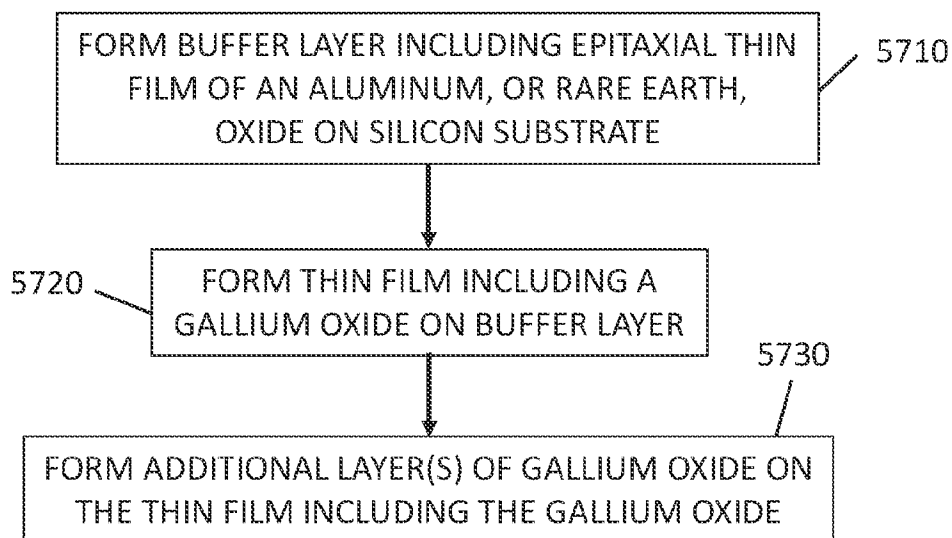 FORM BUFFER LAYER INCLUDING EPITAXIAL THIN
FILM OF AN ALUMINUM, OR RARE EARTH,
OXIDE ON SILICON SUBSTRATE
5710
5720
FORM THIN FILM INCLUDING A
GALLIUM OXIDE ON BUFFER LAYER
5730
FORM ADDITIONAL LAYER(S) OF GALLIUM OXIDE ON
THE THIN FILM INCLUDING THE GALLIUM OXIDE